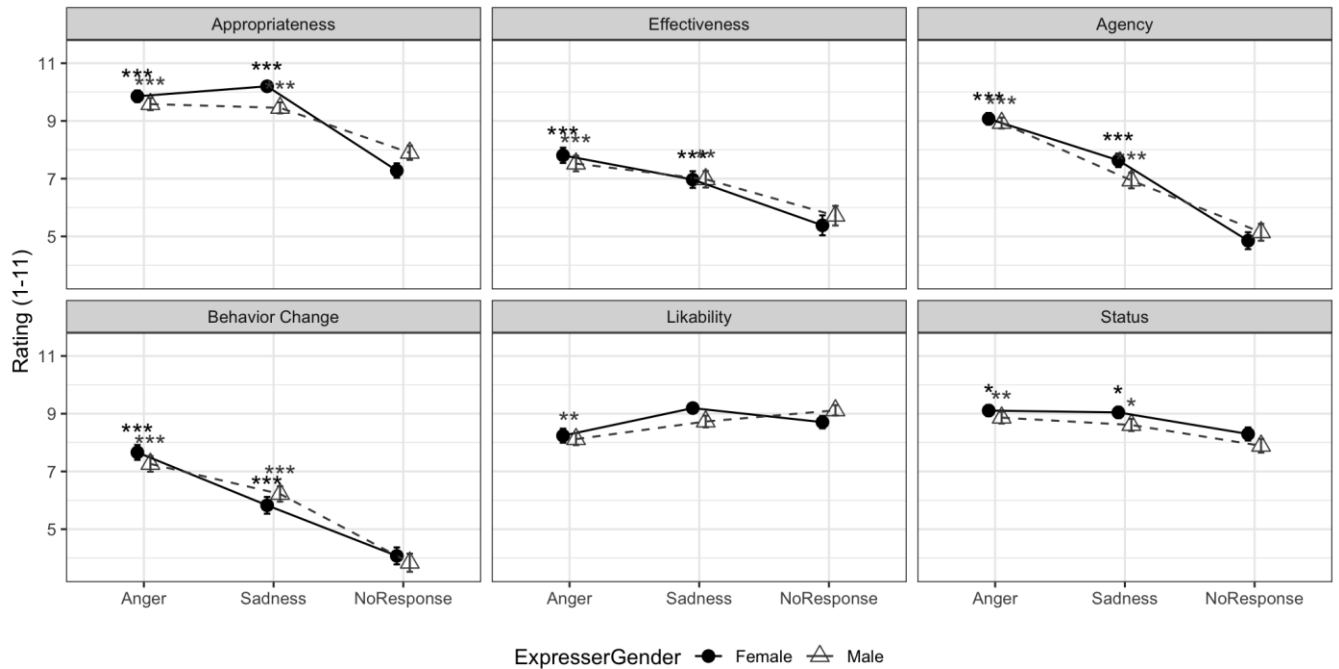 Appropriateness
Effectiveness
Agency
11
9
7
5
***
***
***
***
***
***
***
**
***
***
***
***
Rating (1-11)
Behavior Change
Likability
Status
11
9
7
5
***
***
***
***
**
*
**
*
*
Anger Sadness NoResponse
Anger Sadness NoResponse
Anger Sadness NoResponse
ExpresserGender Female Male